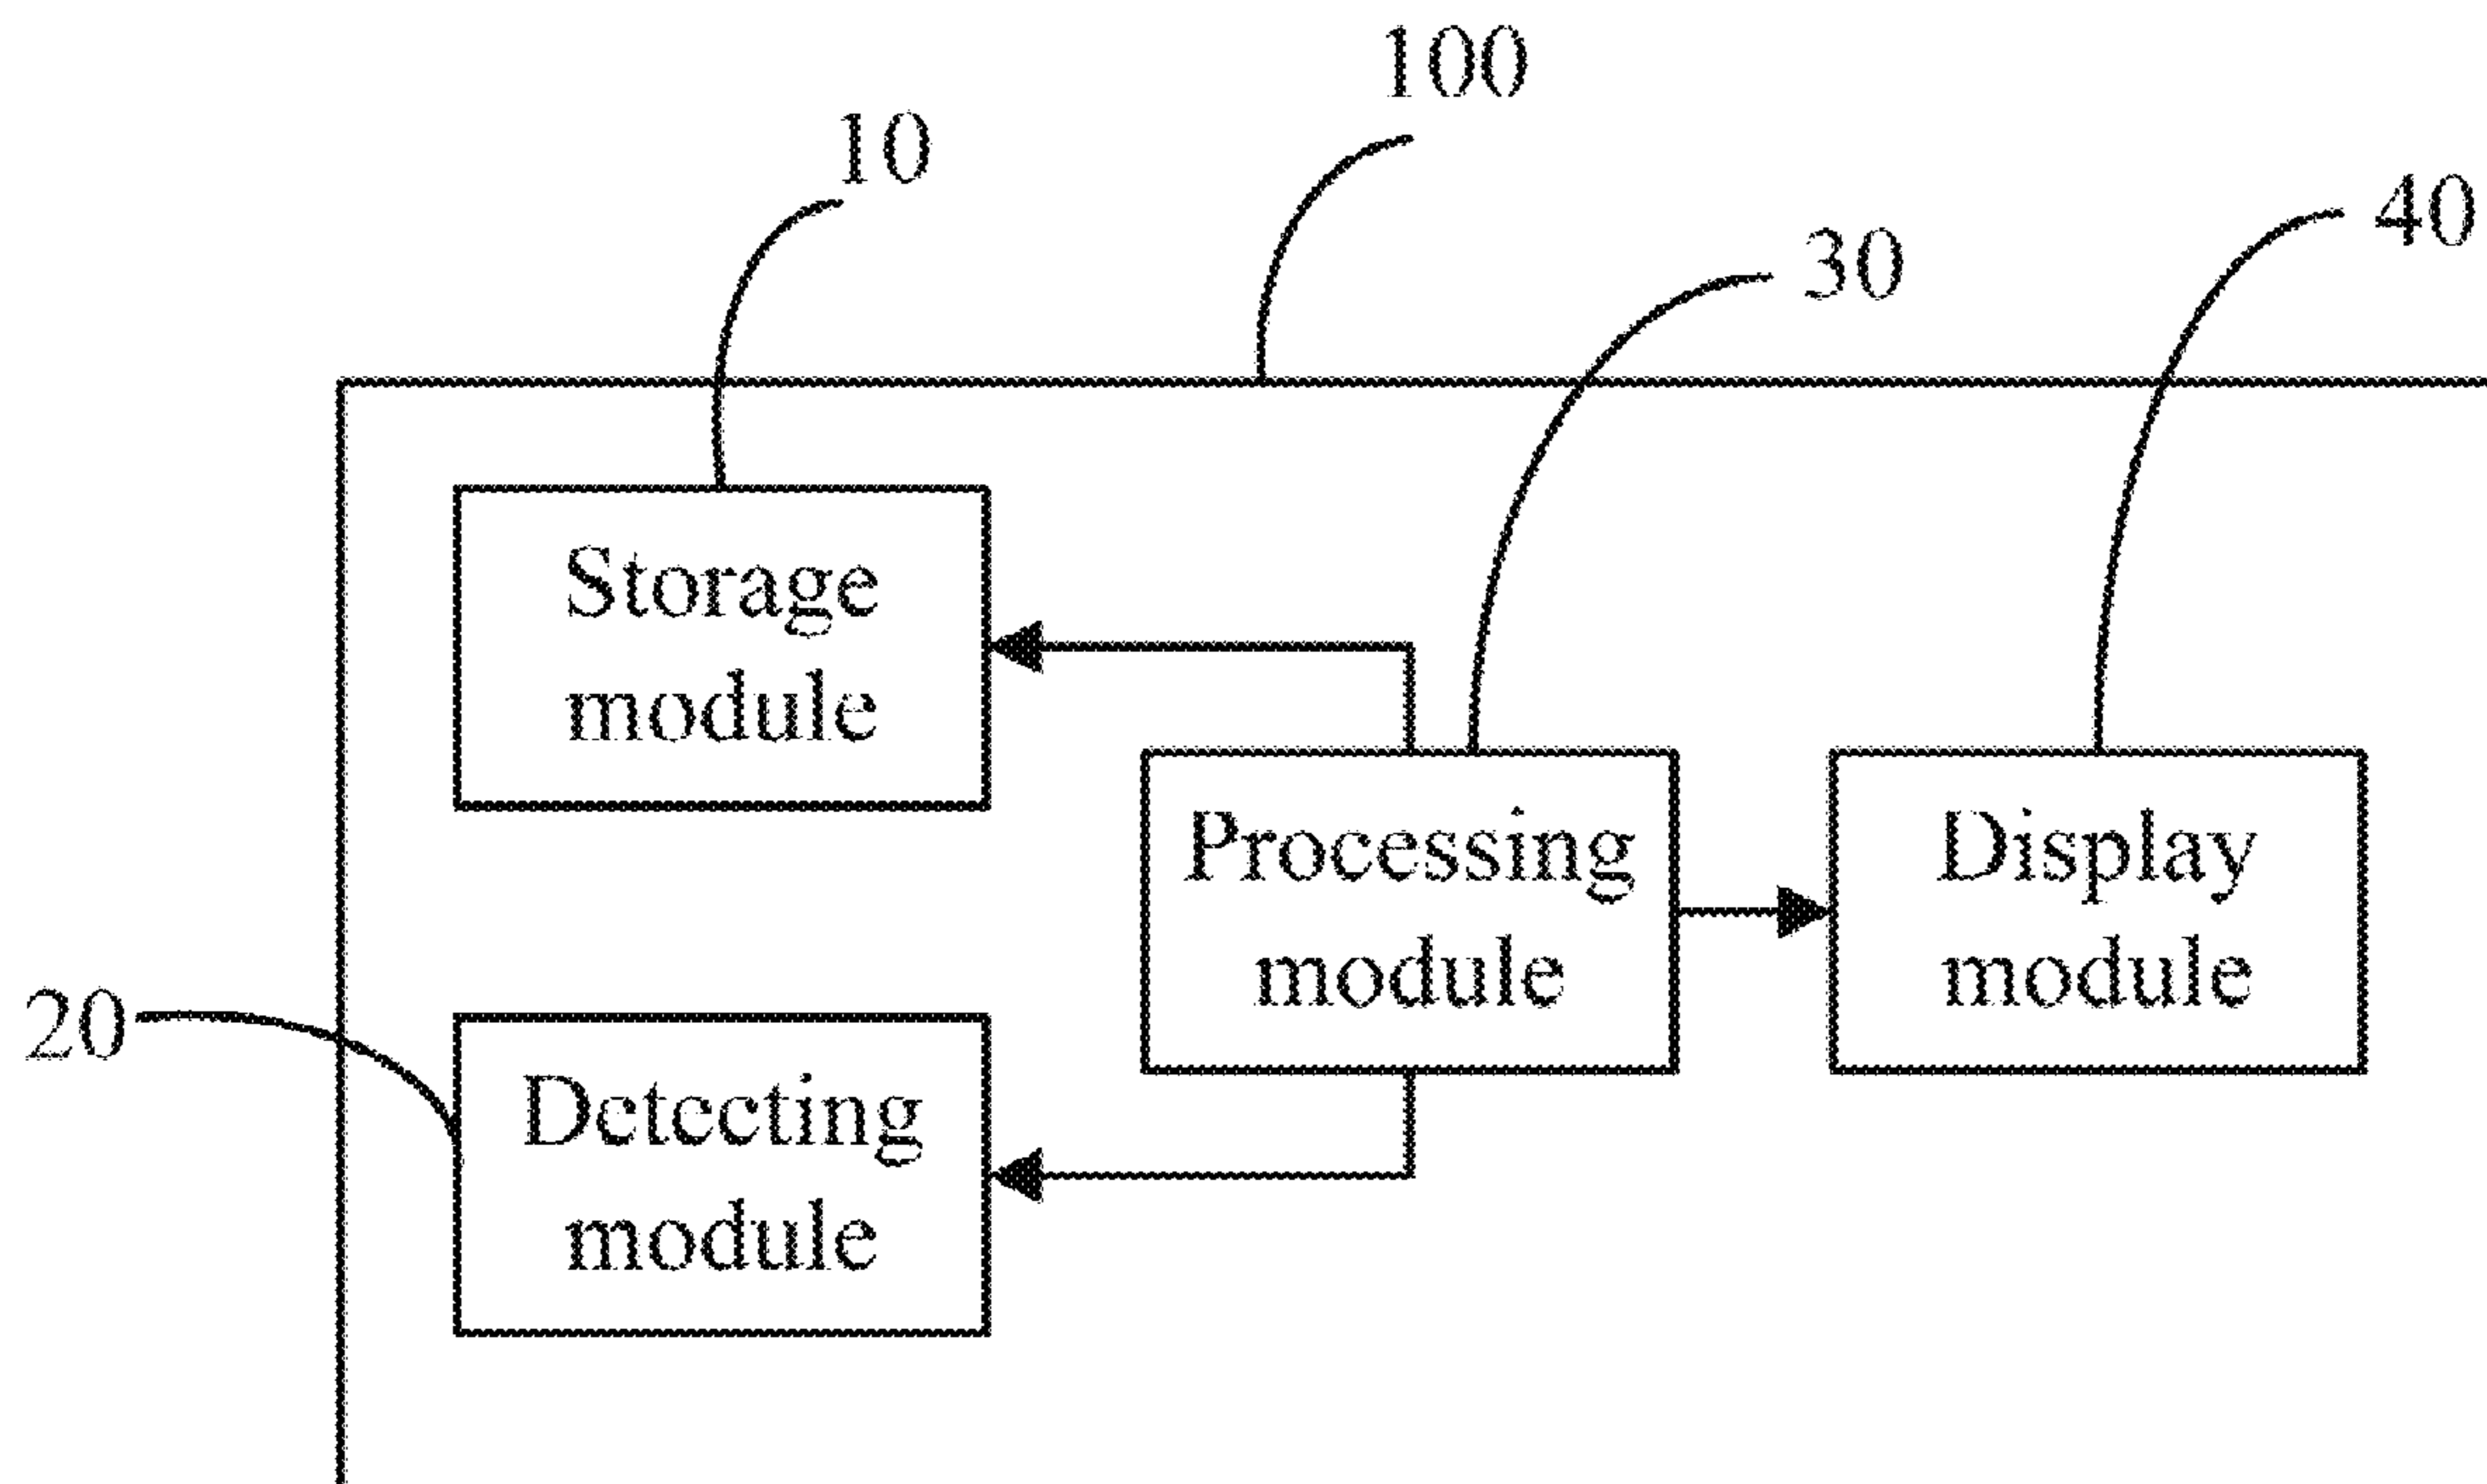 100
10
40
30
Storage
module
Processing
module
Display
module
20
Detecting
module